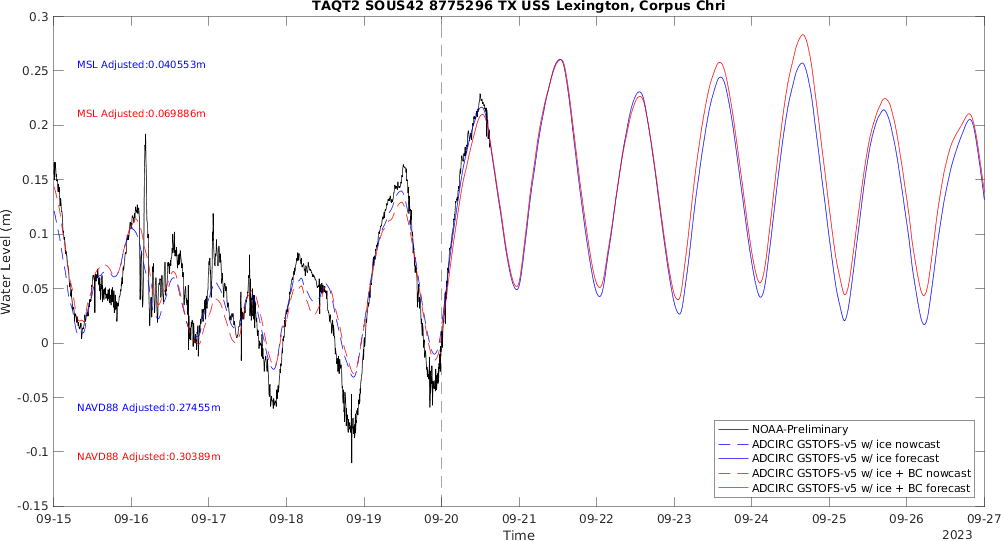 TAQT2 SOUS42 8775296 TX USS Lexington, Corpus Chri
0.3
0.25
0.2
0.15
0.1
0.05
0
-0.05
-0.1
-0.15
Water Level (m)
MSL Adjusted:0.040553m
MSL Adjusted:0.069886m
NAVD88 Adjusted:0.27455m
NAVD88 Adjusted:0.30389m
NOAA-Preliminary
ADCIRC GSTOFS-v5 w/ ice nowcast
ADCIRC GSTOFS-v5 w/ ice forecast
ADCIRC GSTOFS-v5 w/ ice + BC nowcast
ADCIRC GSTOFS-v5 w/ ice + BC forecast
09-15 09-16 09-17 09-18 09-19 09-20 09-21 09-22 09-23 09-24 09-25 09-26 09-27
Time
2023